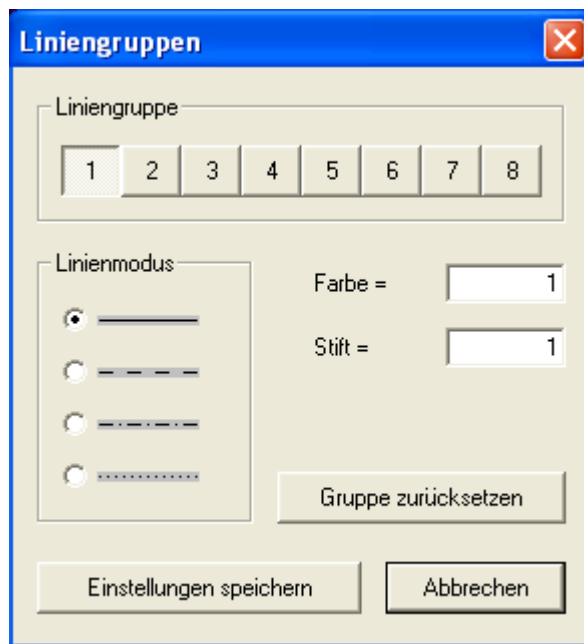 Liniengruppen
Liniengruppe
1 2 3 4 5 6 7 8
Linienmodus
Farbe = 1
Stift = 1
Gruppe zurücksetzen
Einstellungen speichern Abbrechen